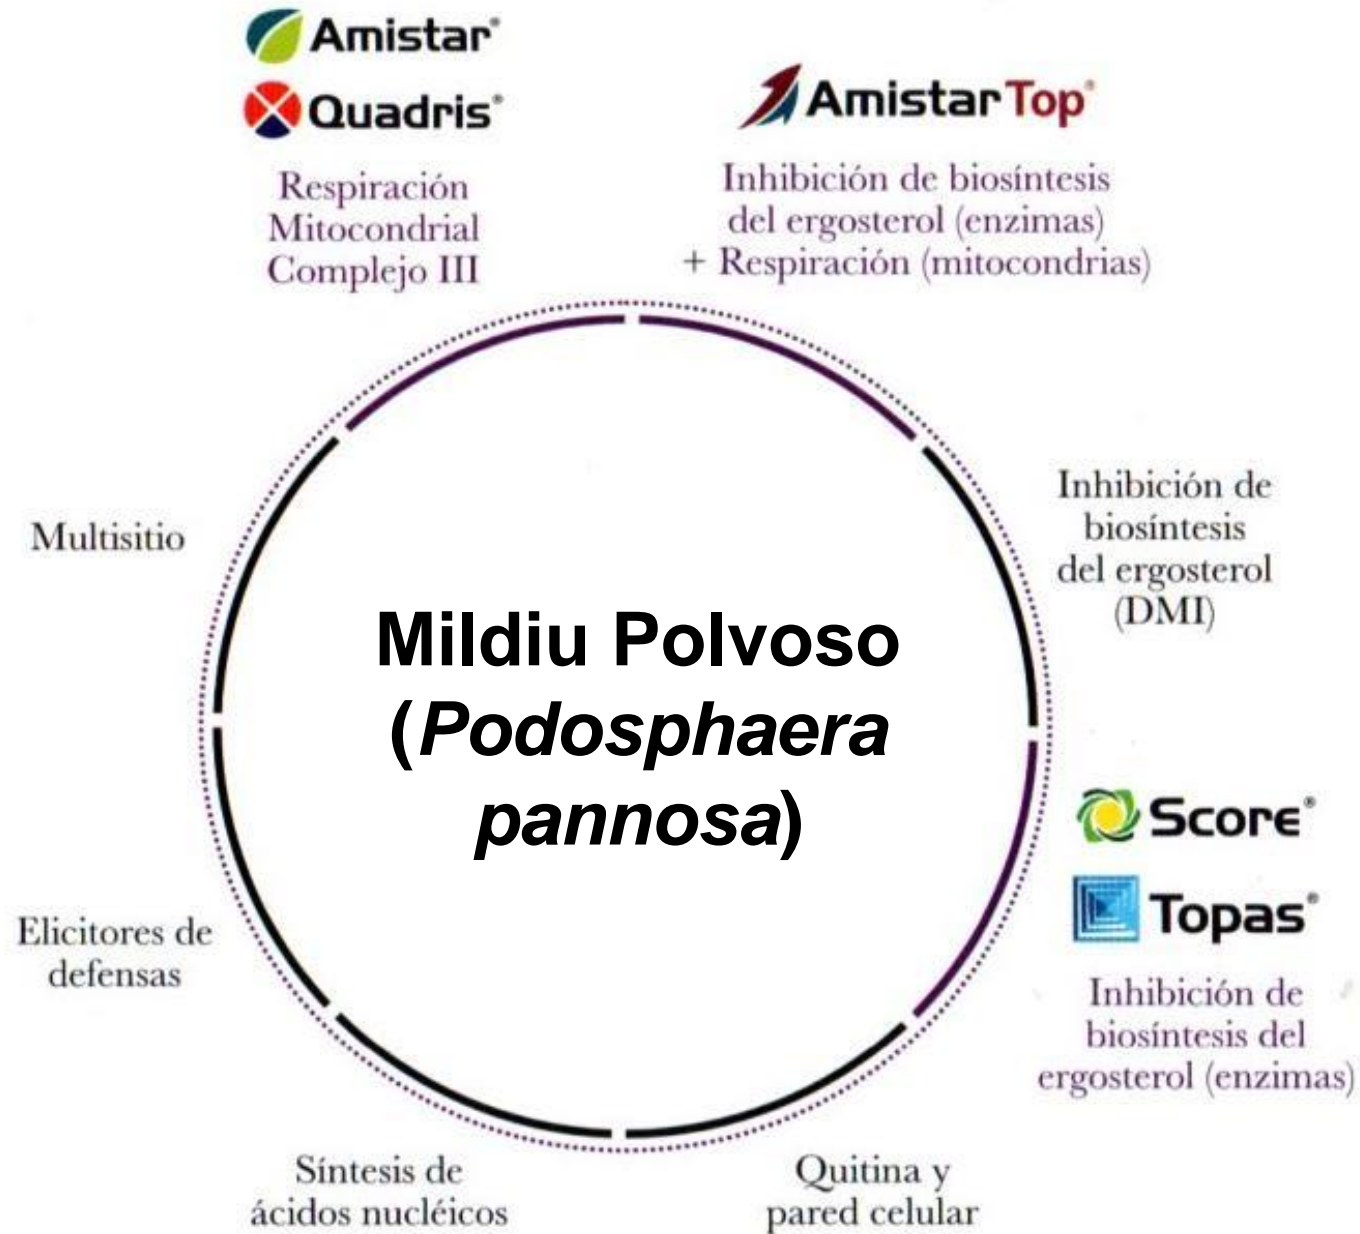 Amistar®
Quadris®
Respiración
Mitocondrial
Complejo III
Amistar Top®
Inhibición de biosíntesis
del ergosterol (enzimas)
+ Respiración (mitocondrias)
Inhibición de
biosíntesis
del ergosterol
(DMI)
Score®
Topas®
Inhibición de
biosíntesis del
ergosterol (enzimas)
Quitina y
pared celular
Síntesis de
ácidos nucléicos
Elicitores de
defensas
Multisitio
Mildiu Polvoso
(Podosphaera
pannosa)